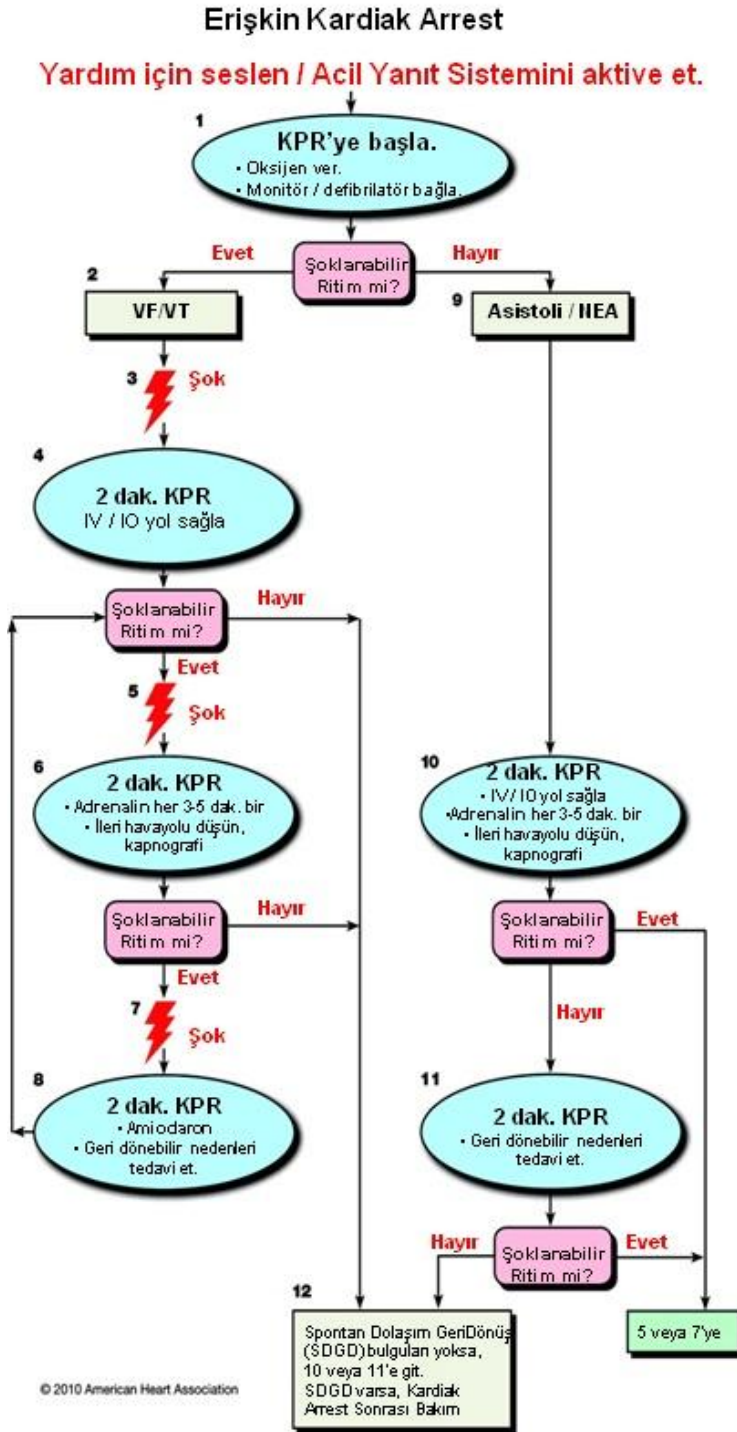 Erişkin Kardiak Arrest
Yardım için seslen / Acil Yanıt Sistemini aktive et.
1
KPR'ye başla.
• Oksijen ver.
• Monitör / defibrilatör bağla.
Evet
Şoklanabilir
Ritim mi?
Hayır
2
VF/VT
9
Asistoli / NEA
3
Şok
4
2 dak. KPR
IV / IO yol sağla
Şoklanabilir
Ritim mi?
Hayır
Evet
5
Şok
6
2 dak. KPR
• Adrenalin her 3-5 dak. bir
• İleri havayolu düşün,
kapnografi
10
2 dak. KPR
• IV / IO yol sağla
• Adrenalin her 3-5 dak. bir
• İleri havayolu düşün,
kapnografi
Şoklanabilir
Ritim mi?
Hayır
Evet
Şoklanabilir
Ritim mi?
Evet
Hayır
7
Şok
8
2 dak. KPR
• Amiodaron
• Geri dönebilir nedenleri
tedavi et.
11
2 dak. KPR
• Geri dönebilir nedenleri
tedavi et.
Hayır
Şoklanabilir
Ritim mi?
Evet
12
Spontan Dolaşım GeriDönüş
(SDGD) bulguları yoksa,
10 veya 11'e git.
SDGD varsa, Kardiak
Arrest Sonrası Bakım
5 veya 7'ye
© 2010 American Heart Association